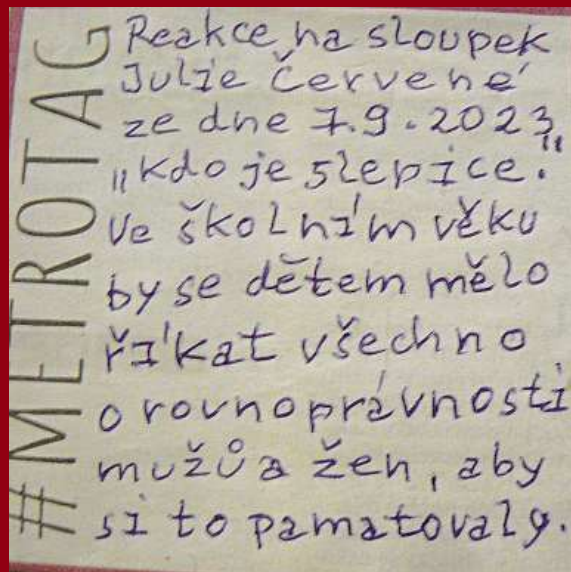 #METROTAG
Reakce na sloupek
Julie Červené
ze dne 7.9.2023,
"Kdo je slepice."
Ve školním věku
by se dětem mělo
říkat všechno
o rovnoprávnosti
mužů a žen, aby
si to pamatovaly.